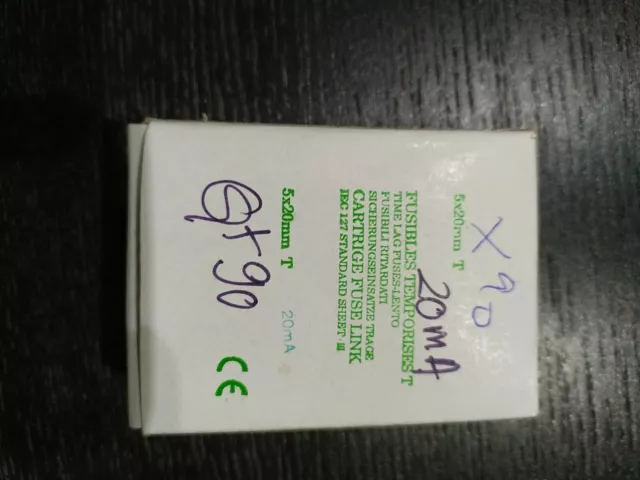 X 90
5x20mm T
FUSIBLES TEMPORISES T
TIME LAG FUSES-LENTO
FUSIBILI RITARDATI
SICHERUNGSEINSATZE TRAGE
CARTRIGE FUSE LINK
IEC 127 STANDARD SHEET-III
20mA
5x20mm T 20mA CE
Qt 90